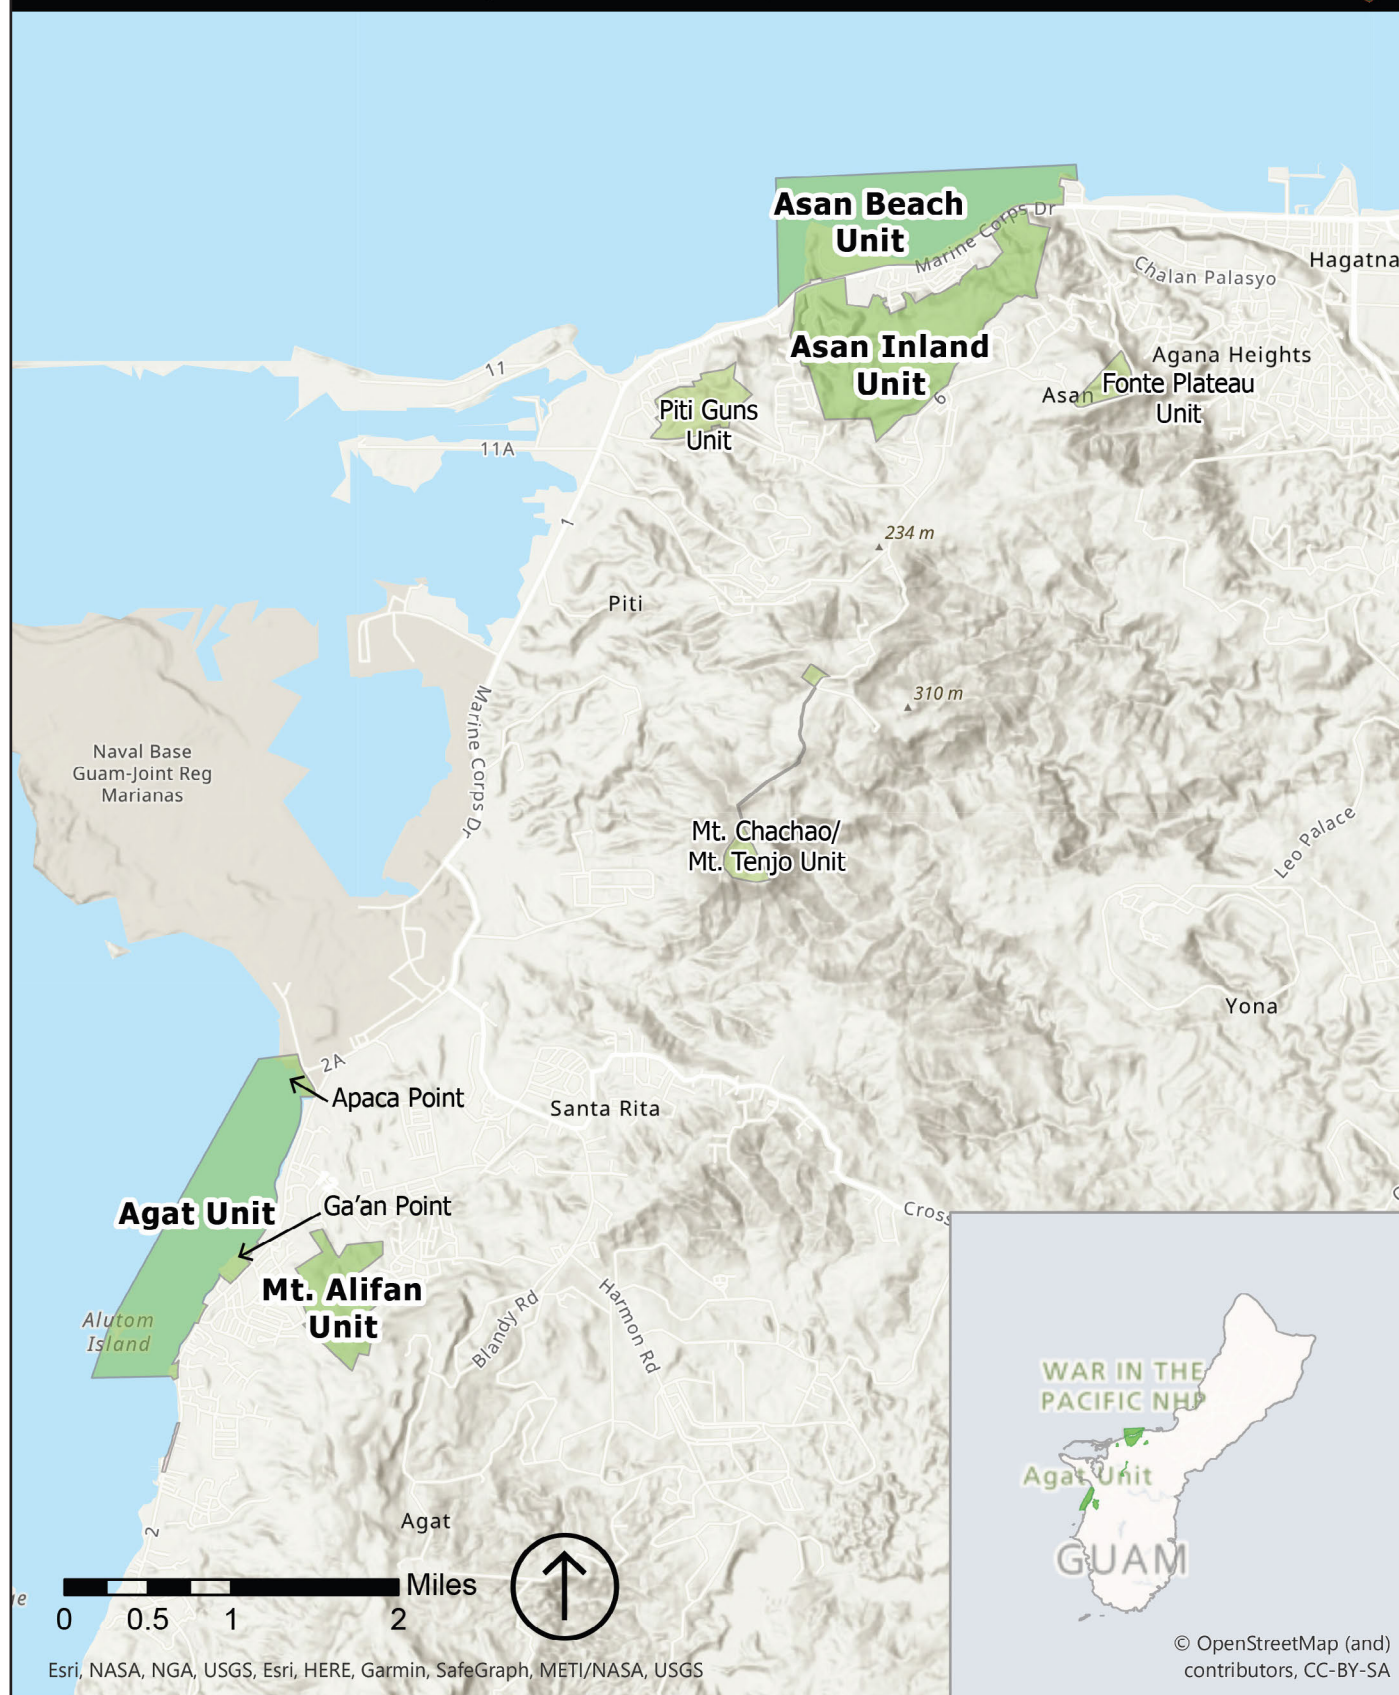 Asan Beach
Unit
Marine Corps Dr
Hagatna
Chalan Palasyo
Asan Inland
Unit
Agana Heights
Asan
Fonte Plateau
Unit
6
11
Piti Guns
Unit
11A
1
234 m
Piti
310 m
Marine Corps Dr
Naval Base
Guam-Joint Reg
Marianas
Mt. Chachao/
Mt. Tenjo Unit
Leo Palace
Yona
2A
Apaca Point
Santa Rita
Ga'an Point
Agat Unit
Cross
Mt. Alifan
Unit
Alutom
Island
Blandy Rd
Harmon Rd
Agat
2
WAR IN THE
PACIFIC NHP
Agat Unit
GUAM
Miles
0 0.5 1 2
Esri, NASA, NGA, USGS, Esri, HERE, Garmin, SafeGraph, METI/NASA, USGS
© OpenStreetMap (and)
contributors, CC-BY-SA